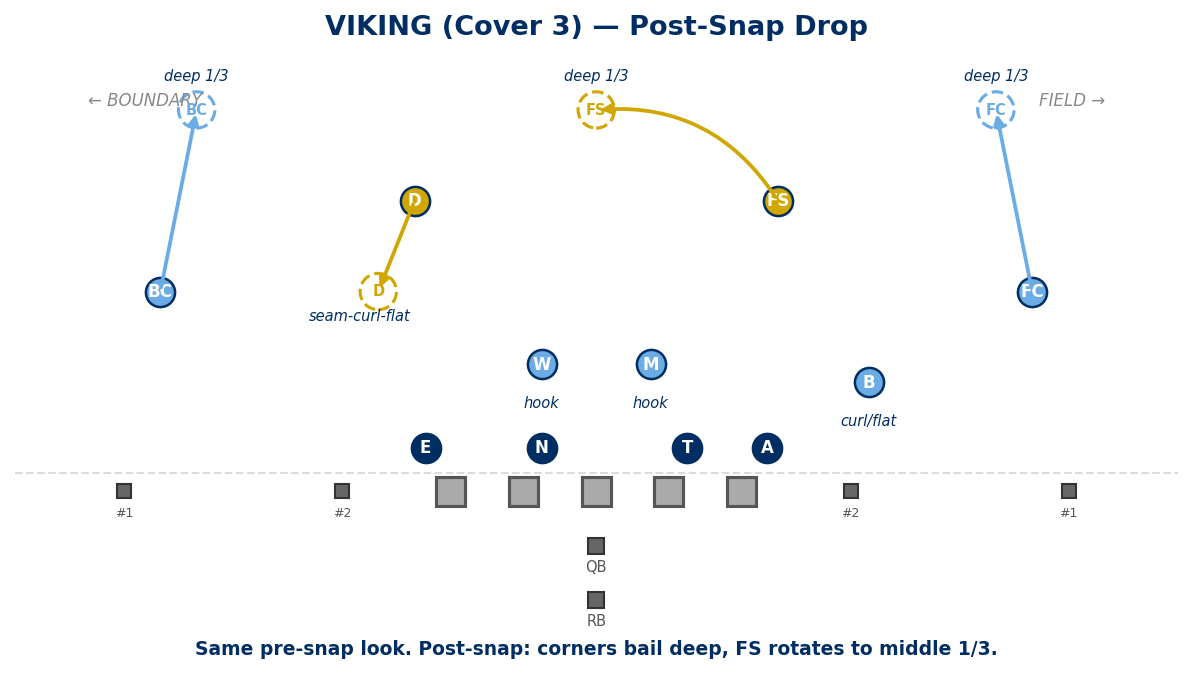 VIKING (Cover 3) — Post-Snap Drop
deep 1/3
deep 1/3
deep 1/3
← BOUNDARY
BC
FS
FC
FIELD →
D
FS
BC
D
FC
seam-curl-flat
W
M
B
hook
hook
curl/flat
E
N
T
A
#1
#2
#2
#1
QB
RB
Same pre-snap look. Post-snap: corners bail deep, FS rotates to middle 1/3.